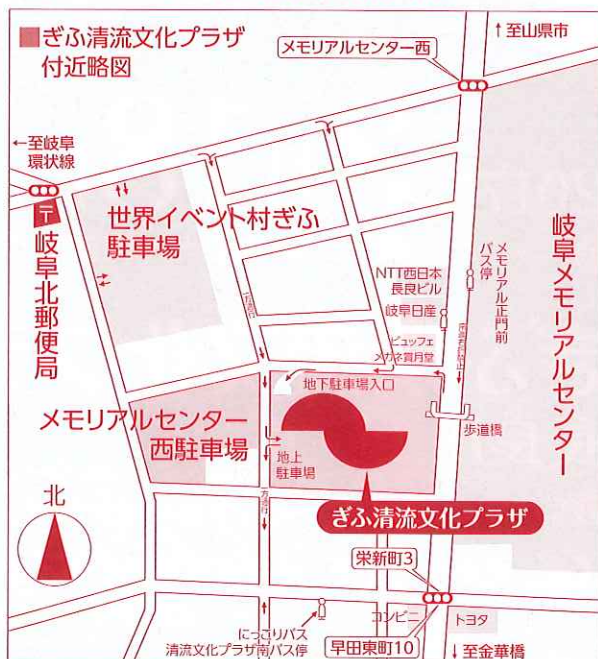 ぎふ清流文化プラザ
付近略図
メモリアルセンター西
↑至山県市
←至岐阜
環状線
〒
岐阜北郵便局
世界イベント村ぎふ
駐車場
一方通行
NTT西日本
長良ビル
岐阜日産
ビュッフェ
メガネ賞月堂
メモリアル正門前
バス停
岐阜メモリアルセンター
地下駐車場入口
メモリアルセンター
西駐車場
地上
駐車場
歩道橋
一方通行
北
ぎふ清流文化プラザ
栄新町3
にっこりバス
清流文化プラザ南バス停
コンビニ
トヨタ
早田東町10
↓至金華橋